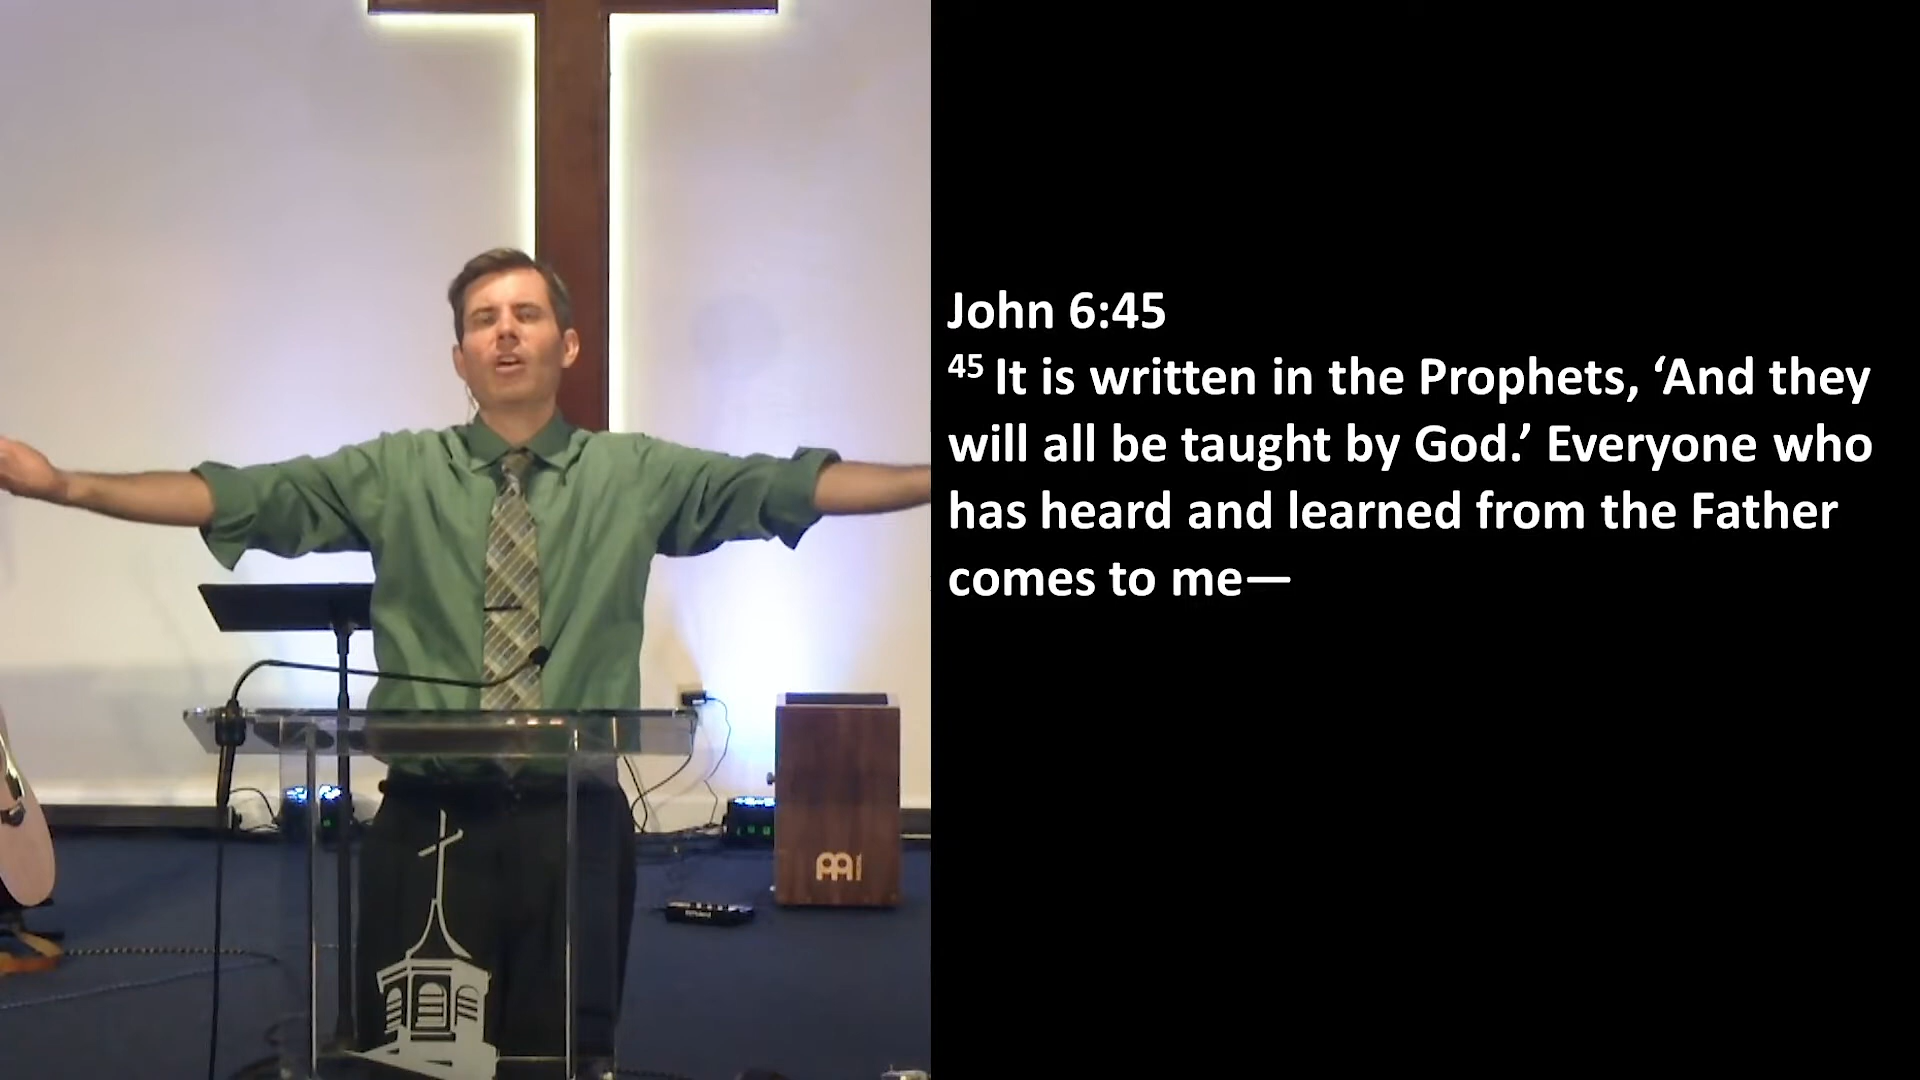 John 6:45
45 It is written in the Prophets, ‘And they
will all be taught by God.’ Everyone who
has heard and learned from the Father
comes to me—